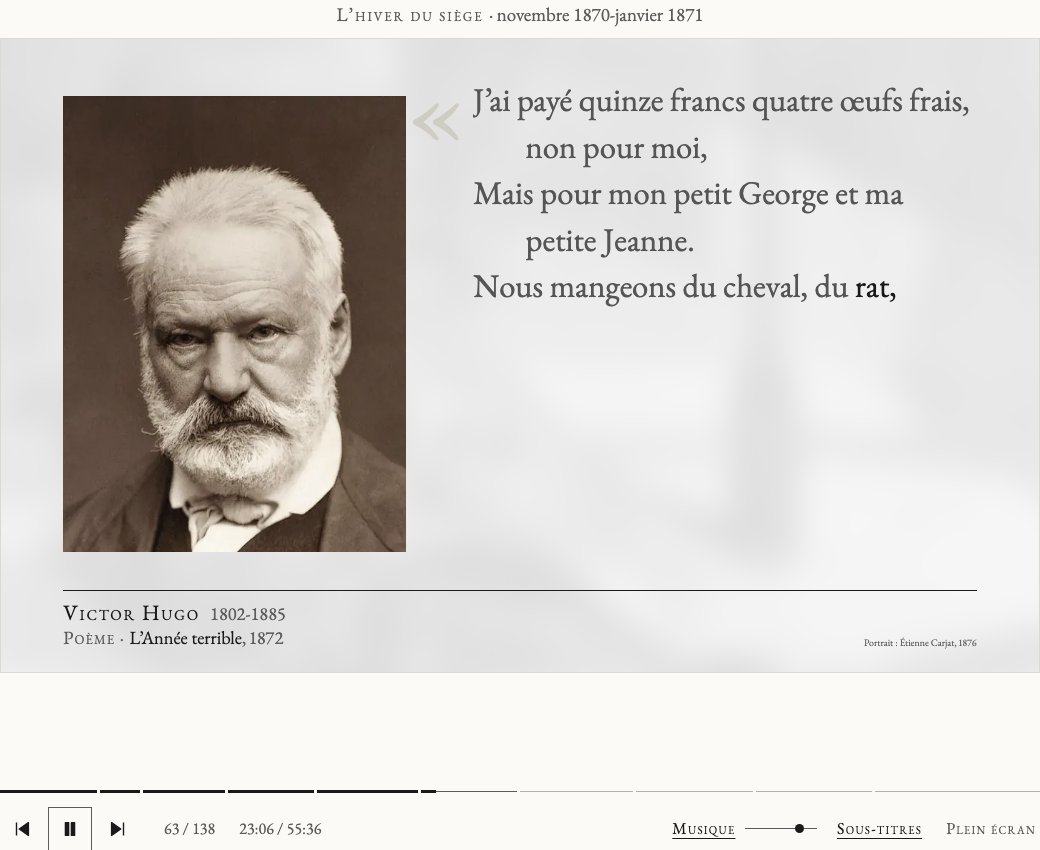 L’hiver du siège · novembre 1870-janvier 1871
«
J’ai payé quinze francs quatre œufs frais,
non pour moi,
Mais pour mon petit George et ma
petite Jeanne.
Nous mangeons du cheval, du rat,
Victor Hugo 1802-1885
Poème · L’Année terrible, 1872
Portrait : Étienne Carjat, 1876
63 / 138 23:06 / 55:36 Musique Sous-titres Plein écran